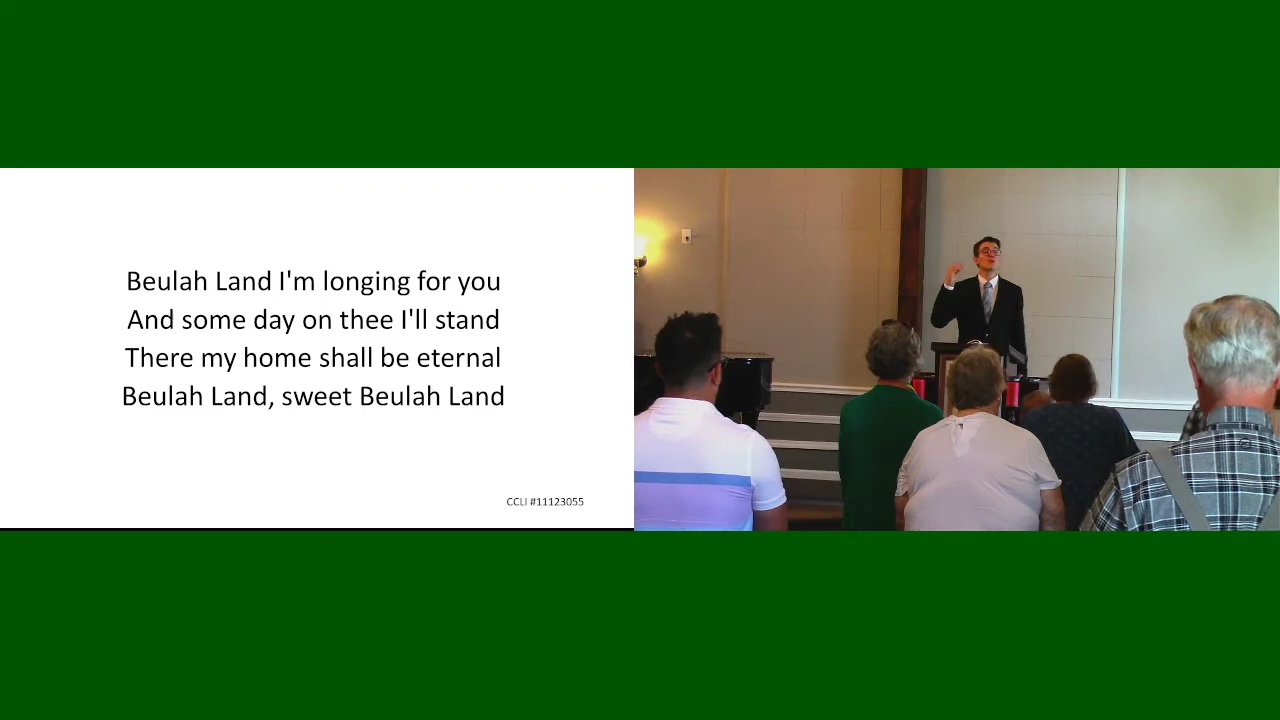 Beulah Land I'm longing for you
And some day on thee I'll stand
There my home shall be eternal
Beulah Land, sweet Beulah Land
CCLI #11123055